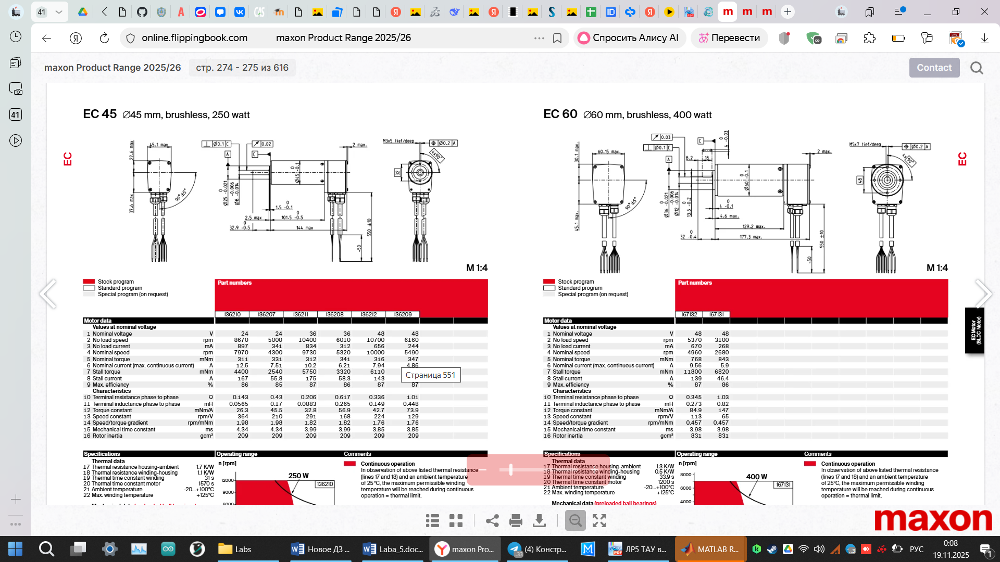 41
online.flippingbook.com
maxon Product Range 2025/26
Спросить Алису AI
Перевести
maxon Product Range 2025/26
стр. 274 - 275 из 616
Contact
41
EC 45 Ø45 mm, brushless, 250 watt
EC
45.1 max
22.6 max
37.6 max
90° ±5°
Ø0.1 C
0.02
2 max.
A
C
Ø45 -0.1
Ø25 -0.021
Ø8 -0.014
1.5 -0.1
2.5 max
101.5 -0.5
32.9 -0.5
144 max
550 ±10
~50
M3x5 tief/deep
Ø0.2 A
4x90°
32
M 1:4
Stock program
Standard program
Special program (on request)
Part numbers
136210 136207 136211 136208 136212 136209
Motor data
Values at nominal voltage
1 Nominal voltage V 24 24 36 36 48 48
2 No load speed rpm 8670 5000 10400 6010 10700 6160
3 No load current mA 897 341 834 312 656 244
4 Nominal speed rpm 7970 4300 9730 5320 10000 5490
5 Nominal torque mNm 311 331 312 341 316 347
6 Nominal current (max. continuous current) A 12.5 7.51 10.2 6.21 7.94 4.86
7 Stall torque mNm 4400 2540 5750 3320 6110
8 Stall current A 167 55.8 175 58.3 143
9 Max. efficiency % 86 85 87 86 87 87
Страница 551
Characteristics
10 Terminal resistance phase to phase Ω 0.143 0.43 0.206 0.617 0.336 1.01
11 Terminal inductance phase to phase mH 0.0565 0.17 0.0883 0.265 0.149 0.448
12 Torque constant mNm/A 26.3 45.5 32.8 56.9 42.7 73.9
13 Speed constant rpm/V 364 210 291 168 224 129
14 Speed/torque gradient rpm/mNm 1.98 1.98 1.82 1.82 1.76 1.76
15 Mechanical time constant ms 4.34 4.34 3.99 3.99 3.85 3.85
16 Rotor inertia gcm² 209 209 209 209 209 209
Specifications
Thermal data
17 Thermal resistance housing-ambient 1.7 K/W
18 Thermal resistance winding-housing 1.1 K/W
19 Thermal time constant winding 31 s
20 Thermal time constant motor 1570 s
21 Ambient temperature -20...+100°C
22 Max. winding temperature +125°C
Operating range
n [rpm]
12000
9000
250 W
136210
Comments
Continuous operation
In observation of above listed thermal resistance
(lines 17 and 18) and an ambient temperature
of 25°C, the maximum permissible winding
temperature will be reached during continuous
operation = thermal limit.
EC 60 Ø60 mm, brushless, 400 watt
EC
60.15 max.
30.1 max
45.1 max.
90° ±5°
0.03
Ø0.1 C
A
C
4 -0.03
8.2
18
2 max.
Ø60 -0.1
Ø36 -0.021
Ø12 -0.014
13.5 -0.2
4 -0.1
4.6 max.
129.2 max.
32 -0.4
177.3 max.
550 ±10
~50
M5x7 tief/deep
Ø0.2 A
4x90°
48
M 1:4
Stock program
Standard program
Special program (on request)
Part numbers
167132 167131
Motor data
Values at nominal voltage
1 Nominal voltage V 48 48
2 No load speed rpm 5370 3100
3 No load current mA 670 268
4 Nominal speed rpm 4960 2680
5 Nominal torque mNm 768 843
6 Nominal current (max. continuous current) A 9.56 5.9
7 Stall torque mNm 11800 6820
8 Stall current A 139 46.4
9 Max. efficiency % 87 86
Characteristics
10 Terminal resistance phase to phase Ω 0.345 1.03
11 Terminal inductance phase to phase mH 0.273 0.82
12 Torque constant mNm/A 84.9 147
13 Speed constant rpm/V 113 65
14 Speed/torque gradient rpm/mNm 0.457 0.457
15 Mechanical time constant ms 3.98 3.98
16 Rotor inertia gcm² 831 831
Specifications
Thermal data
17 Thermal resistance housing-ambient 1.3 K/W
18 Thermal resistance winding-housing 0.5 K/W
19 Thermal time constant winding 33.9 s
20 Thermal time constant motor 1200 s
21 Ambient temperature -20...+100°C
22 Max. winding temperature +125°C
Mechanical data (preloaded ball bearings)
Operating range
n [rpm]
8000
6000
4000
400 W
167131
Comments
Continuous operation
In observation of above listed thermal resistance
(lines 17 and 18) and an ambient temperature
of 25°C, the maximum permissible winding
temperature will be reached during continuous
operation = thermal limit.
EC Motor
(BLDC Motor)
maxon
Labs
Новое ДЗ ...
Laba_5.doc...
maxon Pro...
(4) Констр...
ЛР5 ТАУ в...
MATLAB R...
РУС
0:08
19.11.2025
1